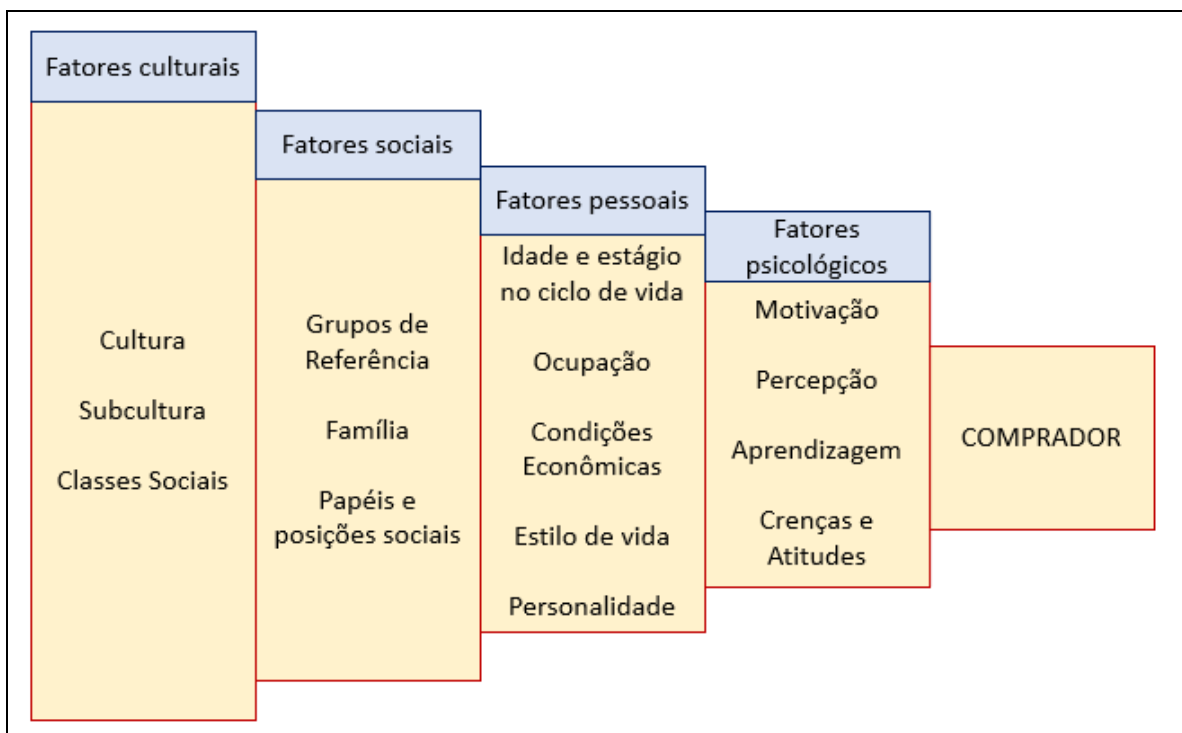 Fatores culturais
Cultura
Subcultura
Classes Sociais
Fatores sociais
Grupos de
Referência
Família
Papéis e
posições sociais
Fatores pessoais
Idade e estágio
no ciclo de vida
Ocupação
Condições
Econômicas
Estilo de vida
Personalidade
Fatores
psicológicos
Motivação
Percepção
Aprendizagem
Crenças e
Atitudes
COMPRADOR